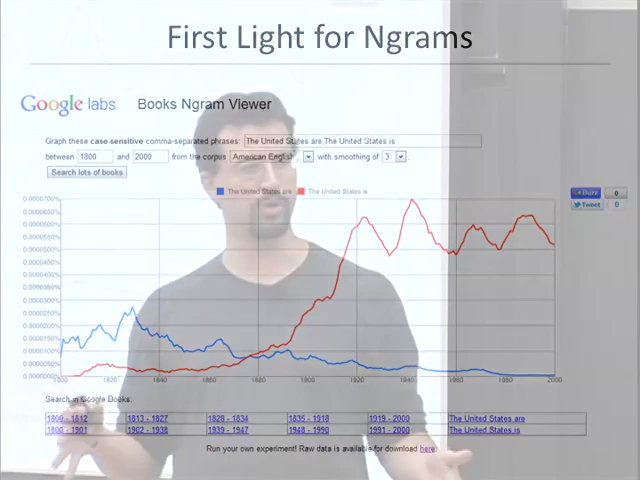 First Light for Ngrams
Google labs Books Ngram Viewer
Graph these case-sensitive comma-separated phrases: The United States are,The United States is
between 1800 and 2000 from the corpus American English with smoothing of 3 .
Search lots of books
The United States are The United States is
Share 0
Tweet 0
0.0000700%
0.0000650%
0.0000600%
0.0000550%
0.0000500%
0.0000450%
0.0000400%
0.0000350%
0.0000300%
0.0000250%
0.0000200%
0.0000150%
0.0000100%
0.0000050%
0.0000000%
1800 1820 1840 1860 1880 1900 1920 1940 1960 1980 2000
Search in Google Books:
1800 - 1812 1813 - 1827 1828 - 1834 1835 - 1918 1919 - 2000 The United States are
1800 - 1901 1902 - 1938 1939 - 1947 1948 - 1990 1991 - 2000 The United States is
Run your own experiment! Raw data is available for download here.